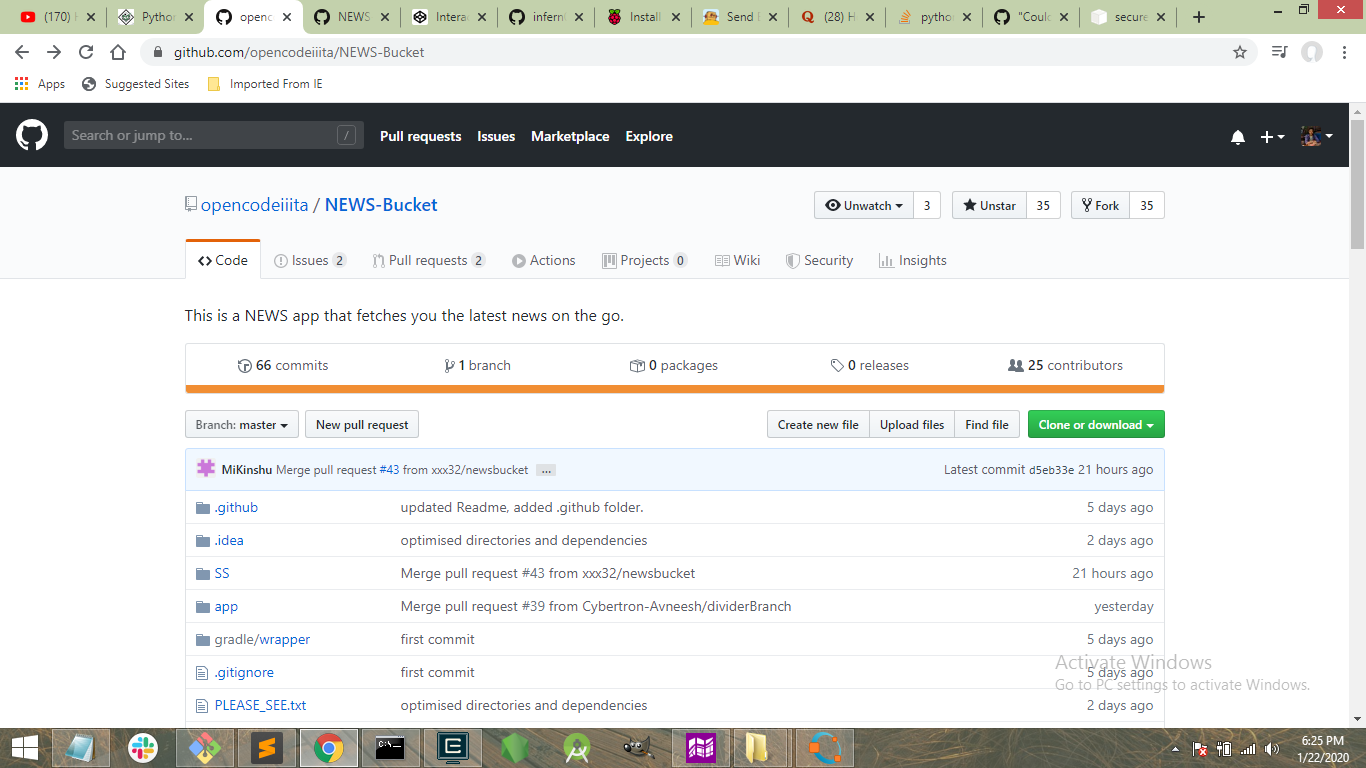 (170) H
Python
openc
NEWS
Intera
infern
Install
Send
(28) H
pytho
"Coul
secure
github.com/opencodeiiita/NEWS-Bucket
Apps Suggested Sites Imported From IE
Search or jump to... /
Pull requests Issues Marketplace Explore
opencodeiiita / NEWS-Bucket
Unwatch 3 Unstar 35 Fork 35
Code Issues 2 Pull requests 2 Actions Projects 0 Wiki Security Insights
This is a NEWS app that fetches you the latest news on the go.
66 commits 1 branch 0 packages 0 releases 25 contributors
Branch: master New pull request Create new file Upload files Find file Clone or download
MiKinshu Merge pull request #43 from xxx32/newsbucket ... Latest commit d5eb33e 21 hours ago
.github updated Readme, added .github folder. 5 days ago
.idea optimised directories and dependencies 2 days ago
SS Merge pull request #43 from xxx32/newsbucket 21 hours ago
app Merge pull request #39 from Cybertron-Avneesh/dividerBranch yesterday
gradle/wrapper first commit 5 days ago
.gitignore first commit 5 days ago
PLEASE_SEE.txt optimised directories and dependencies 2 days ago
Activate Windows
Go to PC settings to activate Windows.
6:25 PM
1/22/2020